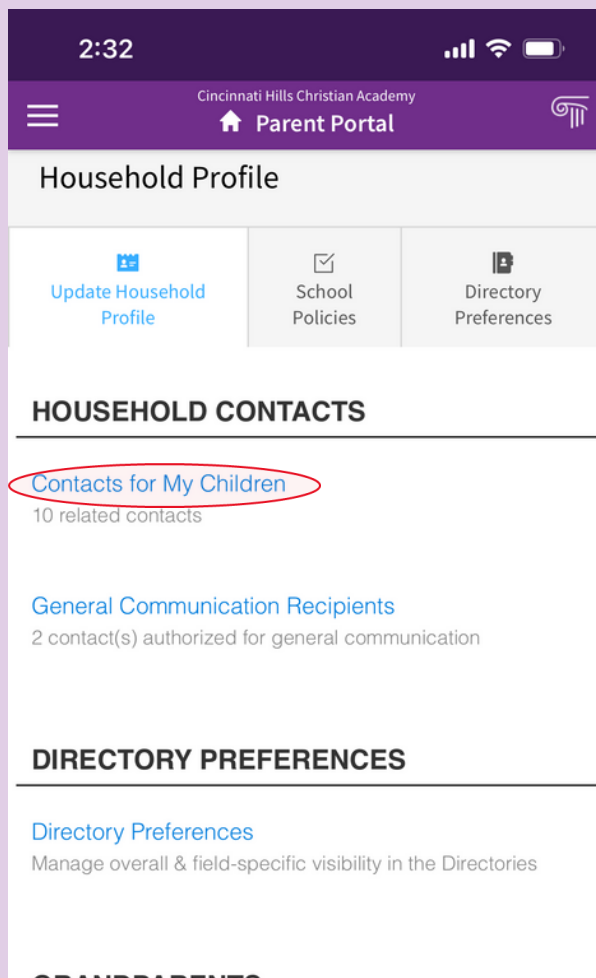 2:32
Cincinnati Hills Christian Academy
Parent Portal
Household Profile
Update Household
Profile
School
Policies
Directory
Preferences
HOUSEHOLD CONTACTS
Contacts for My Children
10 related contacts
General Communication Recipients
2 contact(s) authorized for general communication
DIRECTORY PREFERENCES
Directory Preferences
Manage overall & field-specific visibility in the Directories
GRANDPARENTS